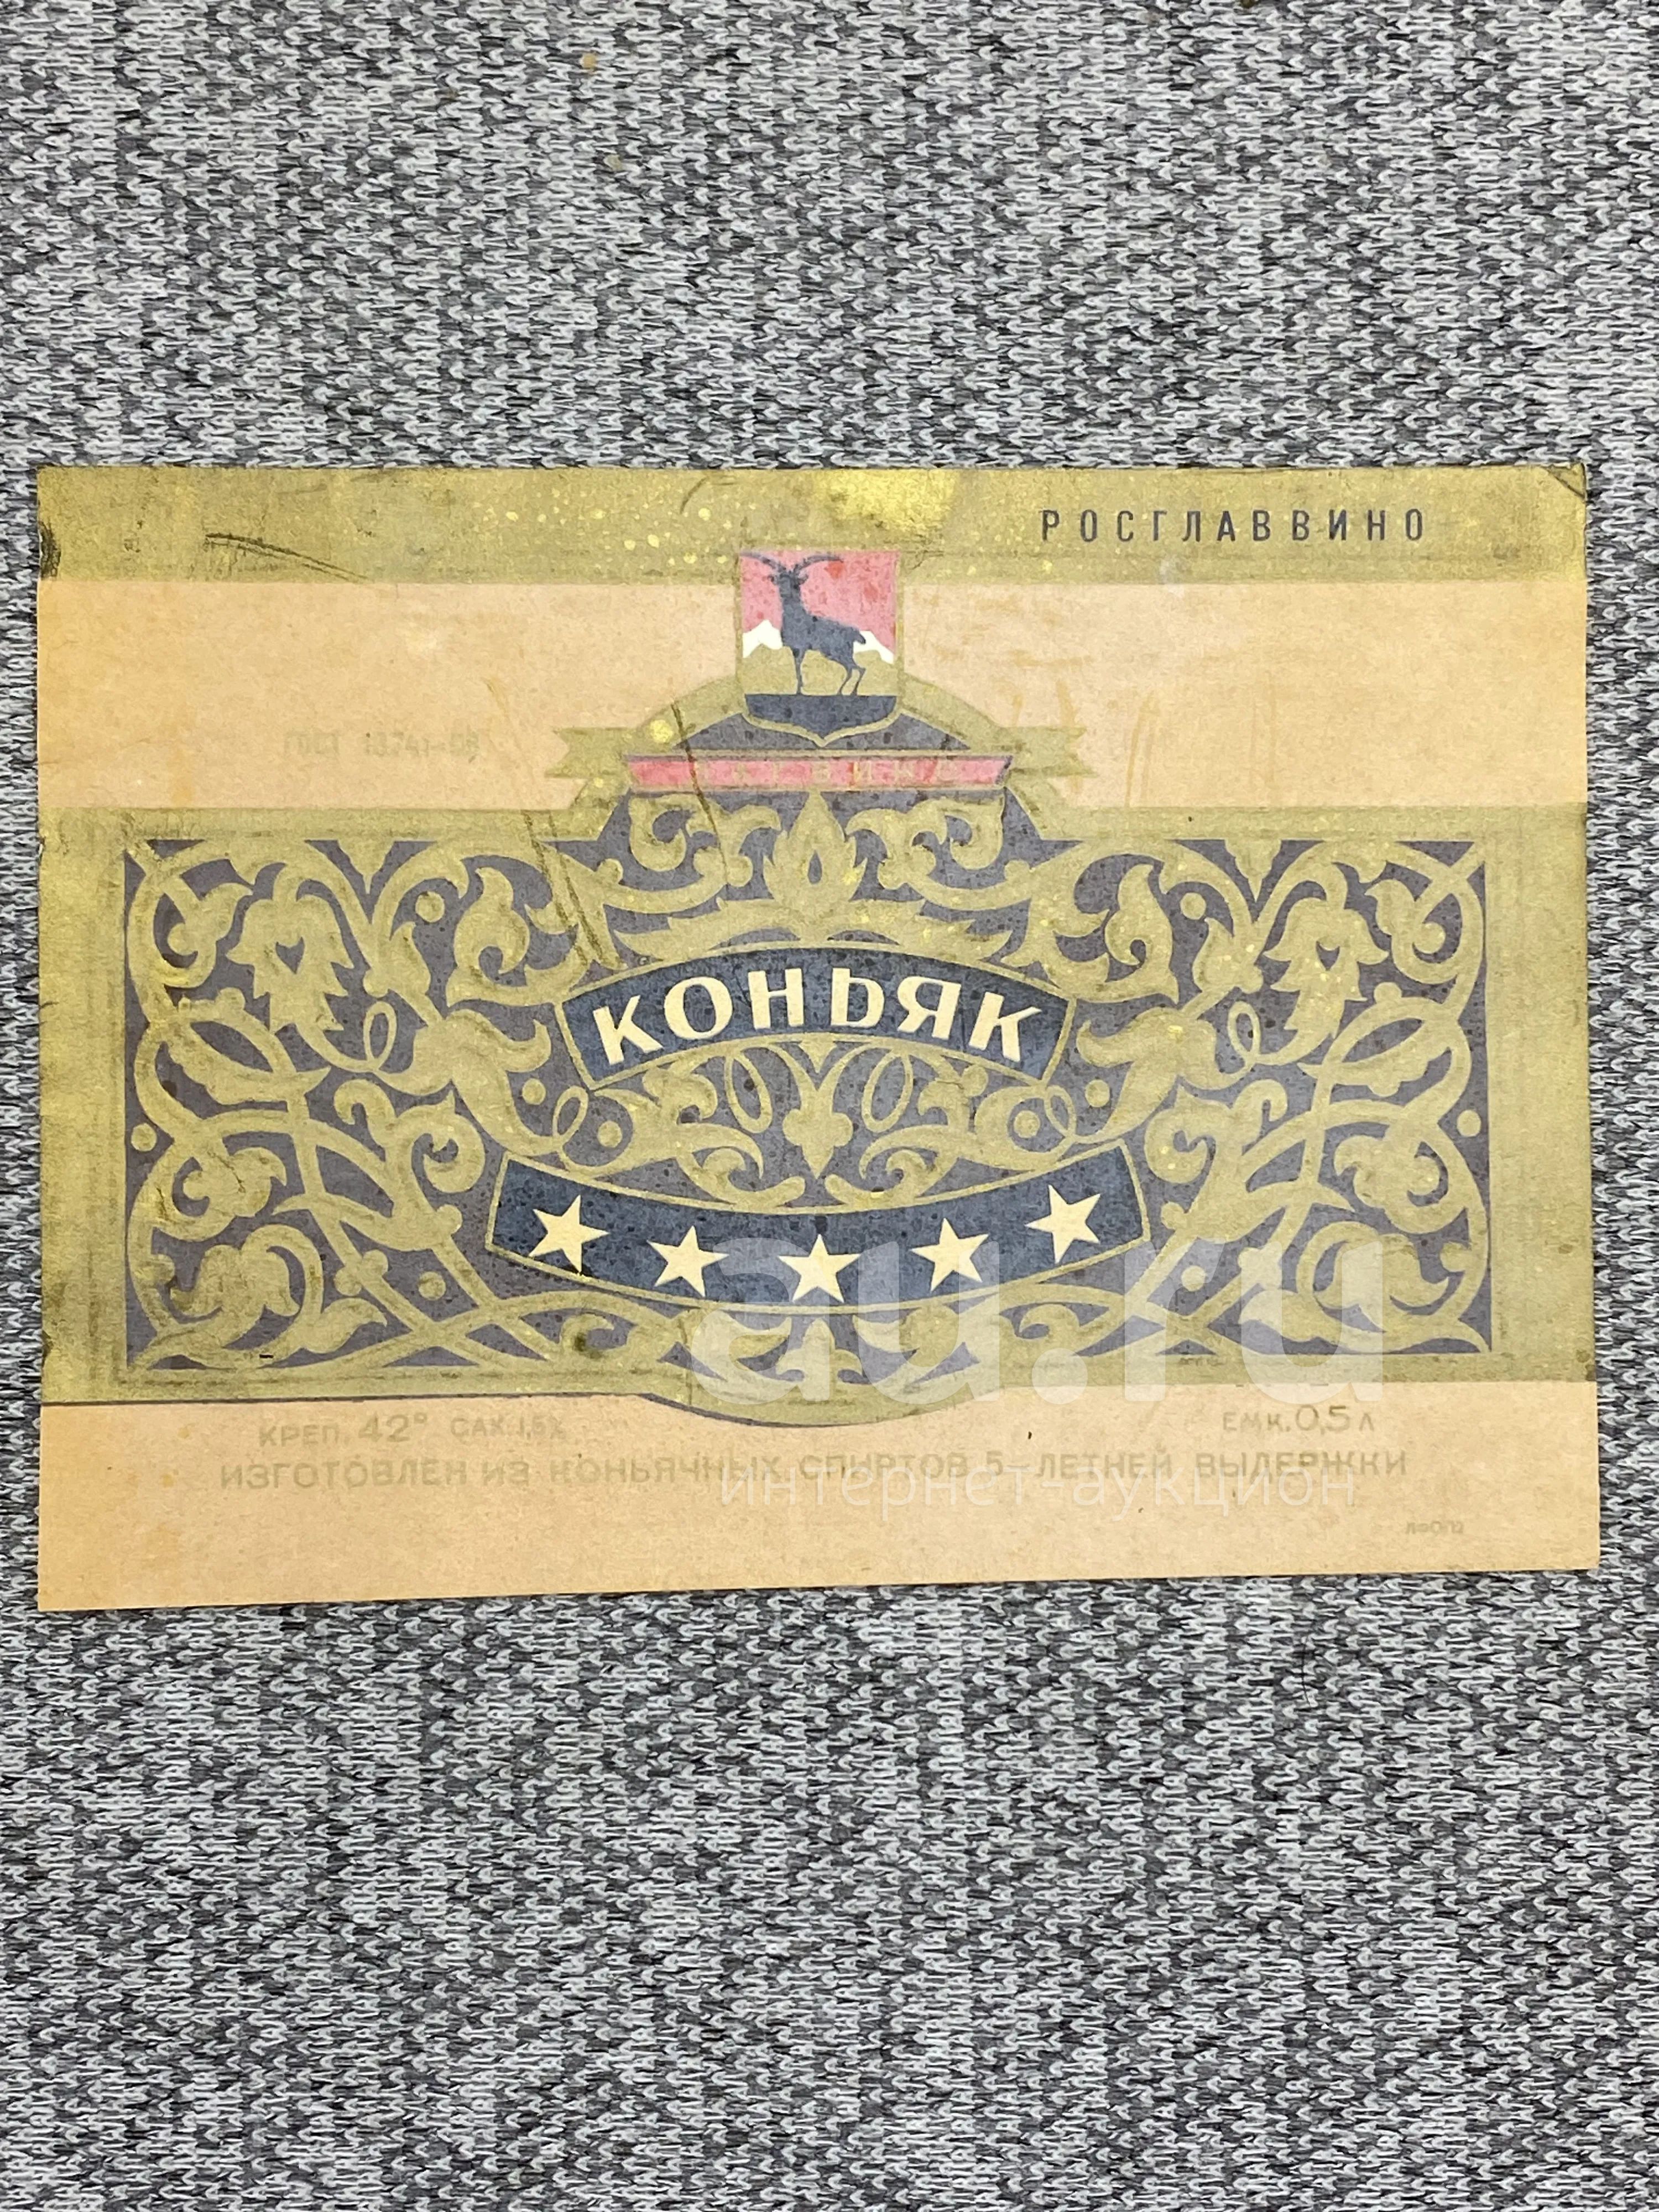 РОСГЛАВВИНО
ГОСТ 13741-68
КОНЬЯК
КРЕП. 42° САХ. 1,5% ЕМК. 0,5 Л
ИЗГОТОВЛЕН ИЗ КОНЬЯЧНЫХ СПИРТОВ 5-ЛЕТНЕЙ ВЫДЕРЖКИ
au.ru
интернет-аукцион